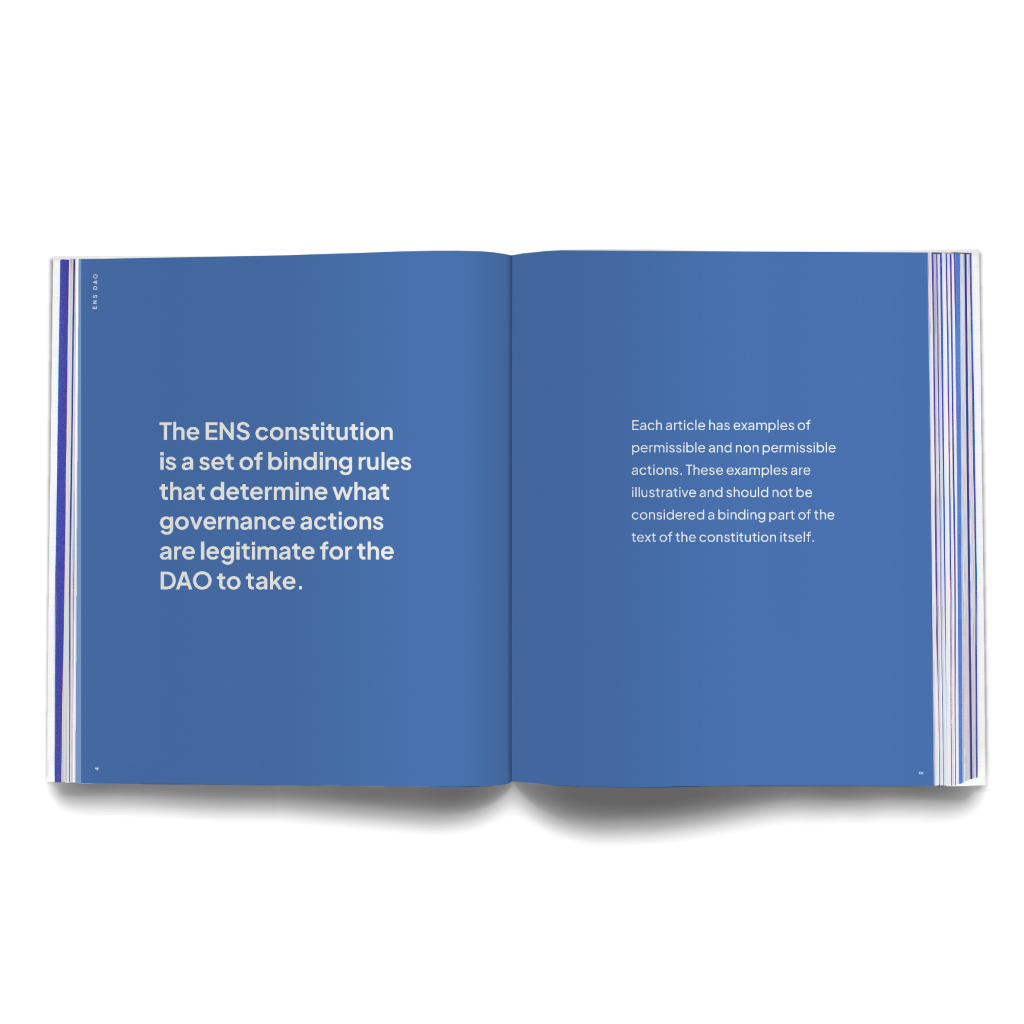 ENS DAO
The ENS constitution
is a set of binding rules
that determine what
governance actions
are legitimate for the
DAO to take.
4
Each article has examples of
permissible and non permissible
actions. These examples are
illustrative and should not be
considered a binding part of the
text of the constitution itself.
5